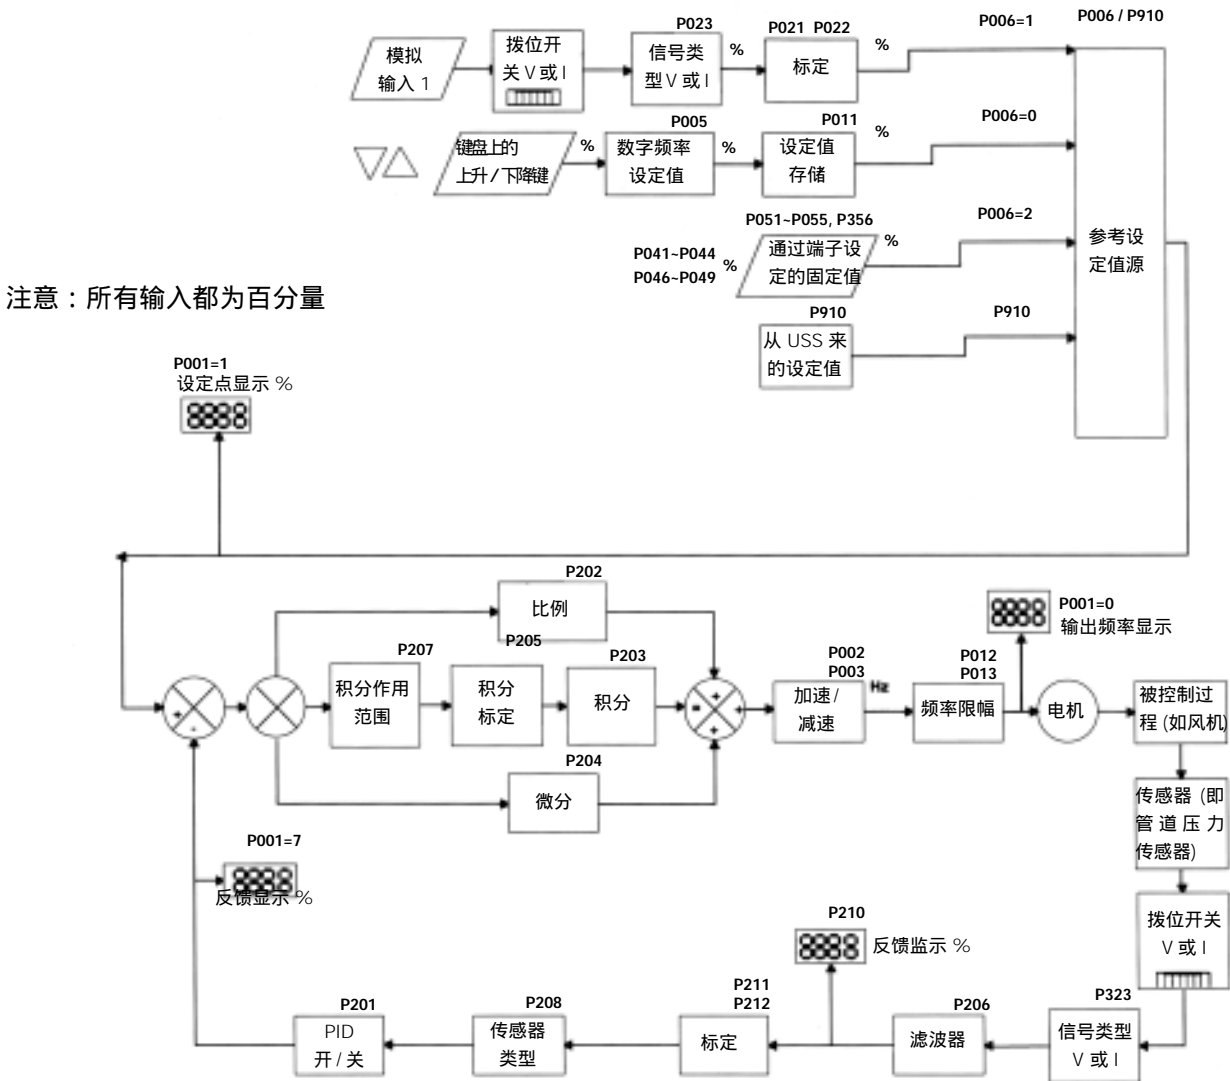 P023
P021 P022
P006=1
P006 / P910
模拟
输入 1
拨位开
关 V 或 I
信号类
型 V 或 I
%
标定
%
P005
P011
P006=0
键盘上的
上升 / 下降键
%
数字频率
设定值
%
设定值
存储
%
P051~P055, P356
P006=2
P041~P044
P046~P049
%
通过端子设
定的固定值
%
参考设
定值源
注意：所有输入都为百分量
P910
P910
从 USS 来
的设定值
P001=1
设定点显示 %
8888
P202
比例
8888
P001=0
输出频率显示
P207
P205
P203
P002
P003
Hz
P012
P013
+
-
积分作用
范围
积分
标定
积分
+
=
+
+
加速 /
减速
频率限幅
电机
被控制过
程 (如风机)
P204
微分
传感器 (即
管道压力
传感器)
P001=7
8888
反馈显示 %
P210
8888
反馈监示 %
拨位开关
V 或 I
P201
PID
开 / 关
P208
传感器
类型
P211
P212
标定
P206
滤波器
P323
信号类型
V 或 I